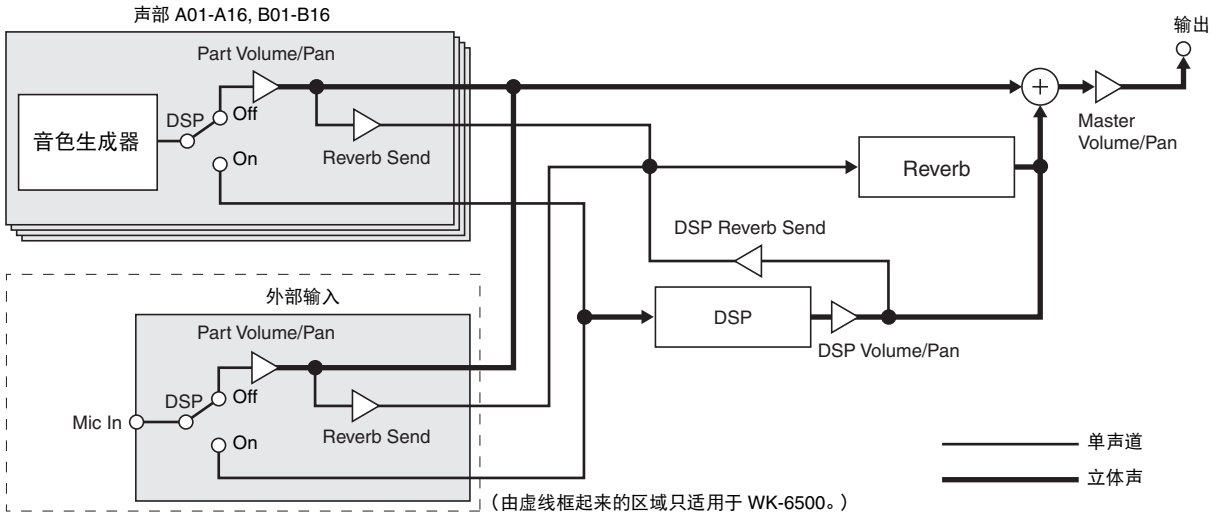 声部 A01-A16, B01-B16
输出
Part Volume/Pan
DSP
Off
音色生成器
On
Reverb Send
Master
Volume/Pan
Reverb
DSP Reverb Send
外部输入
Part Volume/Pan
DSP
DSP Volume/Pan
DSP
Off
Mic In
On
Reverb Send
单声道
立体声
（由虚线框起来的区域只适用于 WK-6500。）